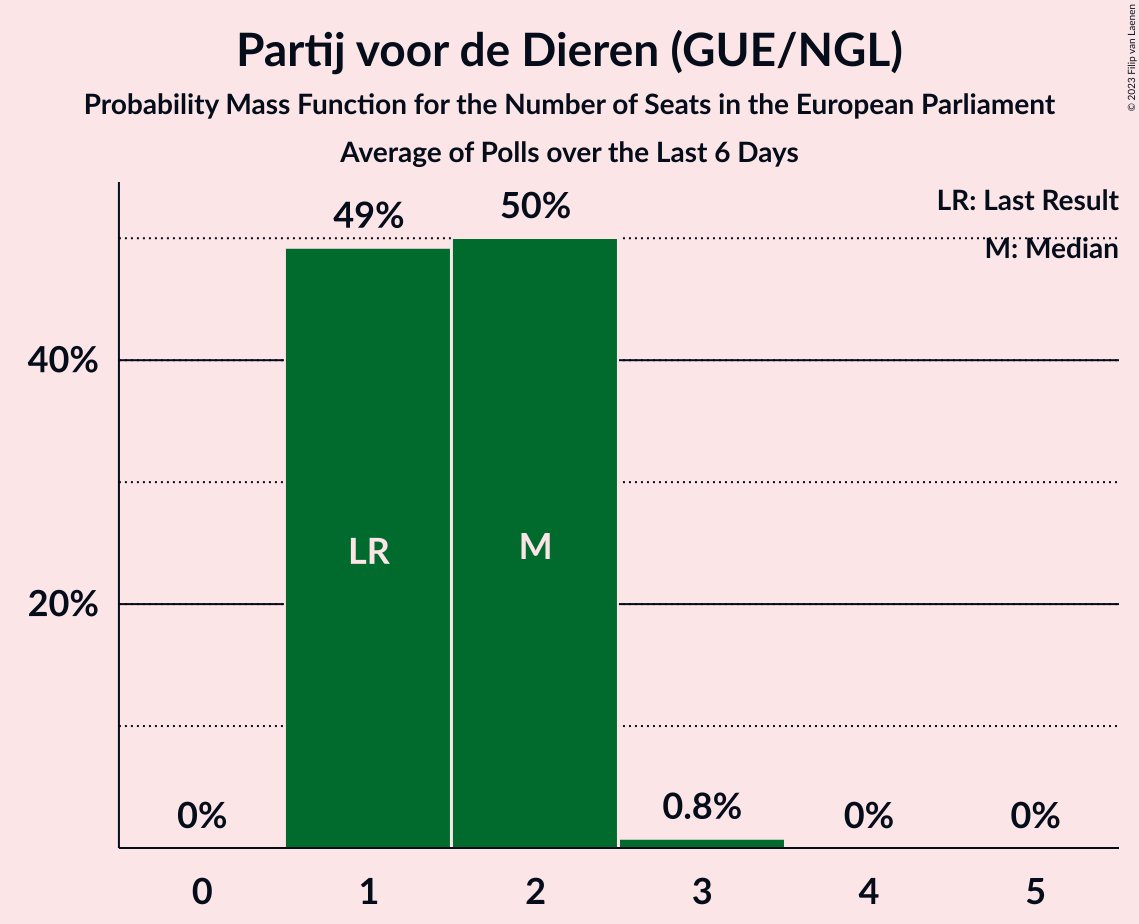 Partij voor de Dieren (GUE/NGL)
Probability Mass Function for the Number of Seats in the European Parliament
Average of Polls over the Last 6 Days
© 2023 Filip van Laenen
LR: Last Result
M: Median
49%
50%
40%
20%
LR
M
0%
0.8%
0%
0%
0
1
2
3
4
5